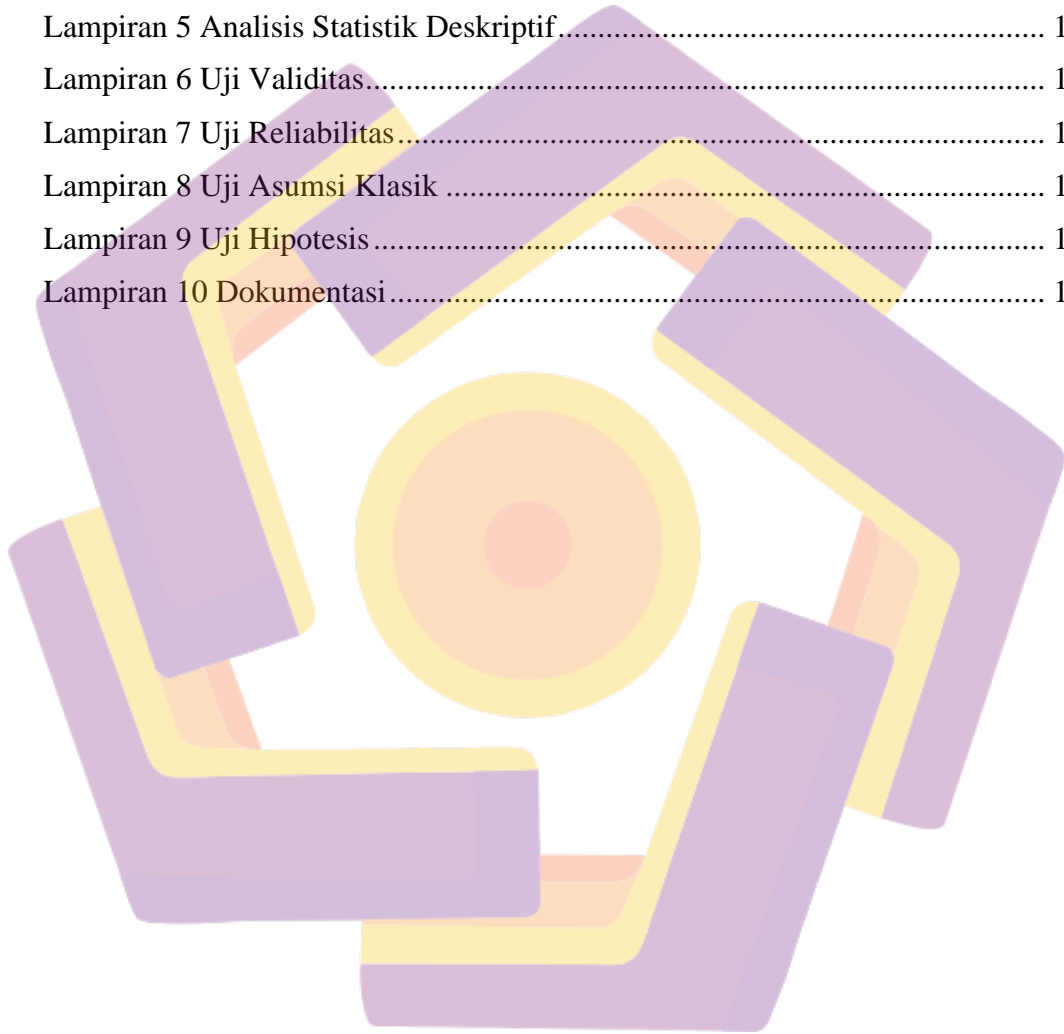 Lampiran 5 Analisis Statistik Deskriptif.......................................................... 1
Lampiran 6 Uji Validitas.................................................................................. 1
Lampiran 7 Uji Reliabilitas.............................................................................. 1
Lampiran 8 Uji Asumsi Klasik ........................................................................ 1
Lampiran 9 Uji Hipotesis................................................................................. 1
Lampiran 10 Dokumentasi............................................................................... 1